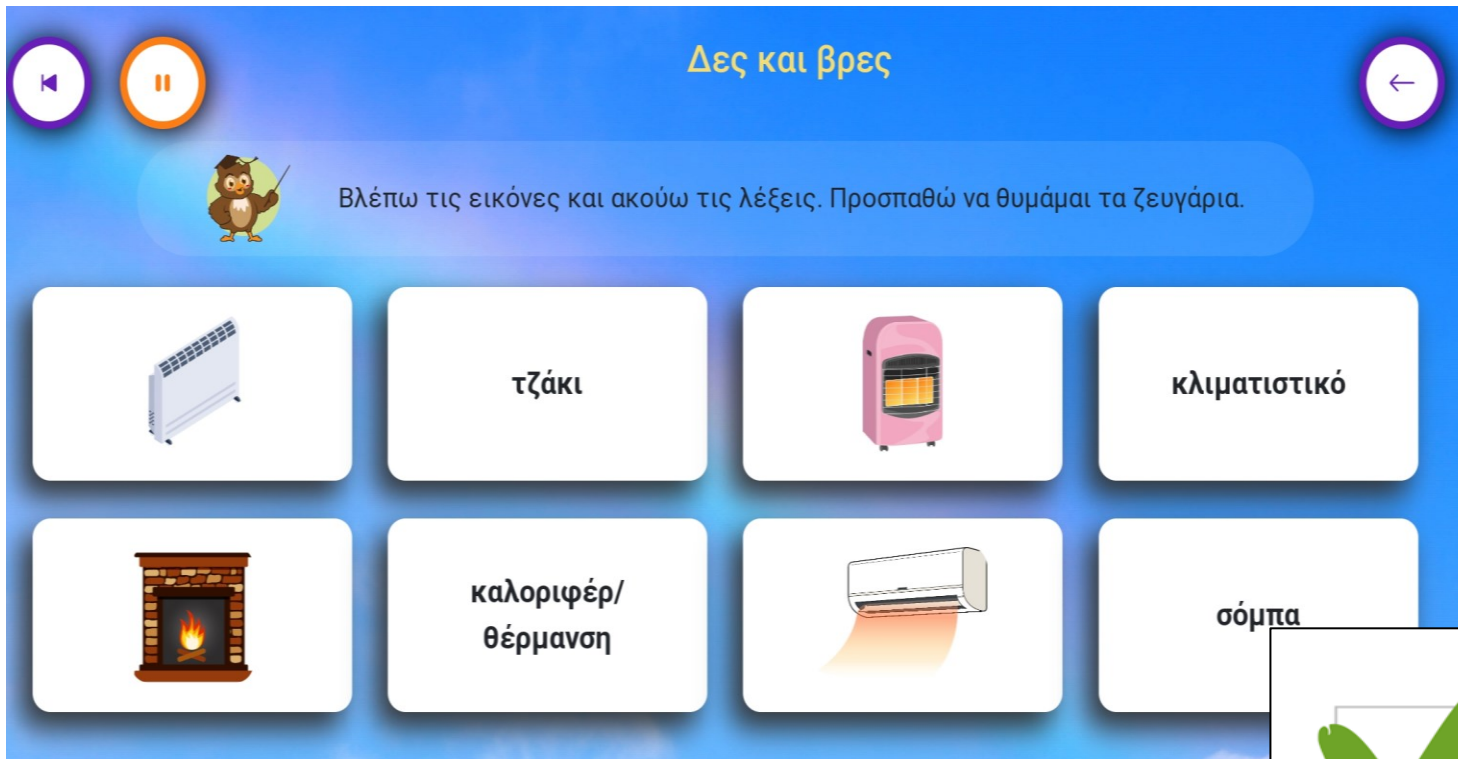 Δες και βρες
Βλέπω τις εικόνες και ακούω τις λέξεις. Προσπαθώ να θυμάμαι τα ζευγάρια.
τζάκι
κλιματιστικό
καλοριφέρ/
θέρμανση
σόμπα